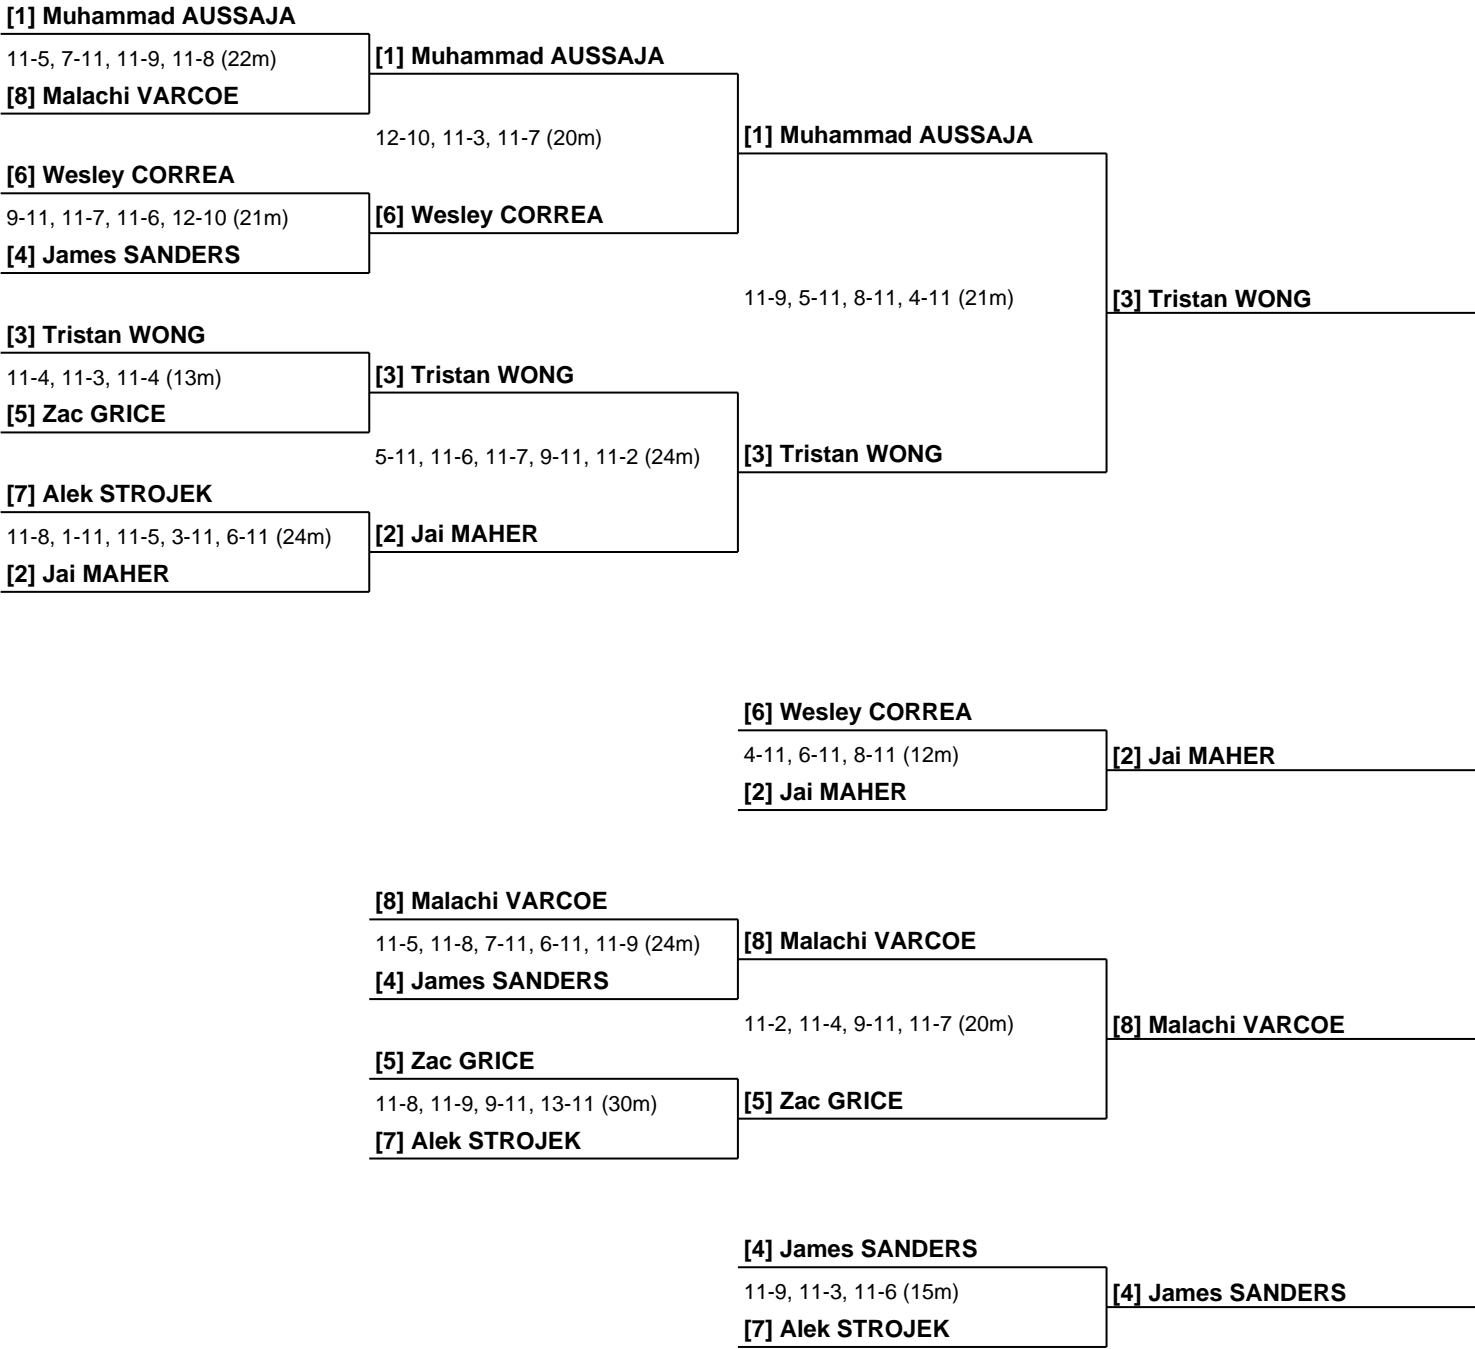 [1] Muhammad AUSSAJA
11-5, 7-11, 11-9, 11-8 (22m)
[8] Malachi VARCOE
[6] Wesley CORREA
9-11, 11-7, 11-6, 12-10 (21m)
[4] James SANDERS
[3] Tristan WONG
11-4, 11-3, 11-4 (13m)
[5] Zac GRICE
[7] Alek STROJEK
11-8, 1-11, 11-5, 3-11, 6-11 (24m)
[2] Jai MAHER
[1] Muhammad AUSSAJA
12-10, 11-3, 11-7 (20m)
[6] Wesley CORREA
[3] Tristan WONG
5-11, 11-6, 11-7, 9-11, 11-2 (24m)
[2] Jai MAHER
[1] Muhammad AUSSAJA
11-9, 5-11, 8-11, 4-11 (21m)
[3] Tristan WONG
[3] Tristan WONG
[6] Wesley CORREA
4-11, 6-11, 8-11 (12m)
[2] Jai MAHER
[2] Jai MAHER
[8] Malachi VARCOE
11-5, 11-8, 7-11, 6-11, 11-9 (24m)
[4] James SANDERS
[5] Zac GRICE
11-8, 11-9, 9-11, 13-11 (30m)
[7] Alek STROJEK
[8] Malachi VARCOE
11-2, 11-4, 9-11, 11-7 (20m)
[5] Zac GRICE
[8] Malachi VARCOE
[4] James SANDERS
11-9, 11-3, 11-6 (15m)
[7] Alek STROJEK
[4] James SANDERS